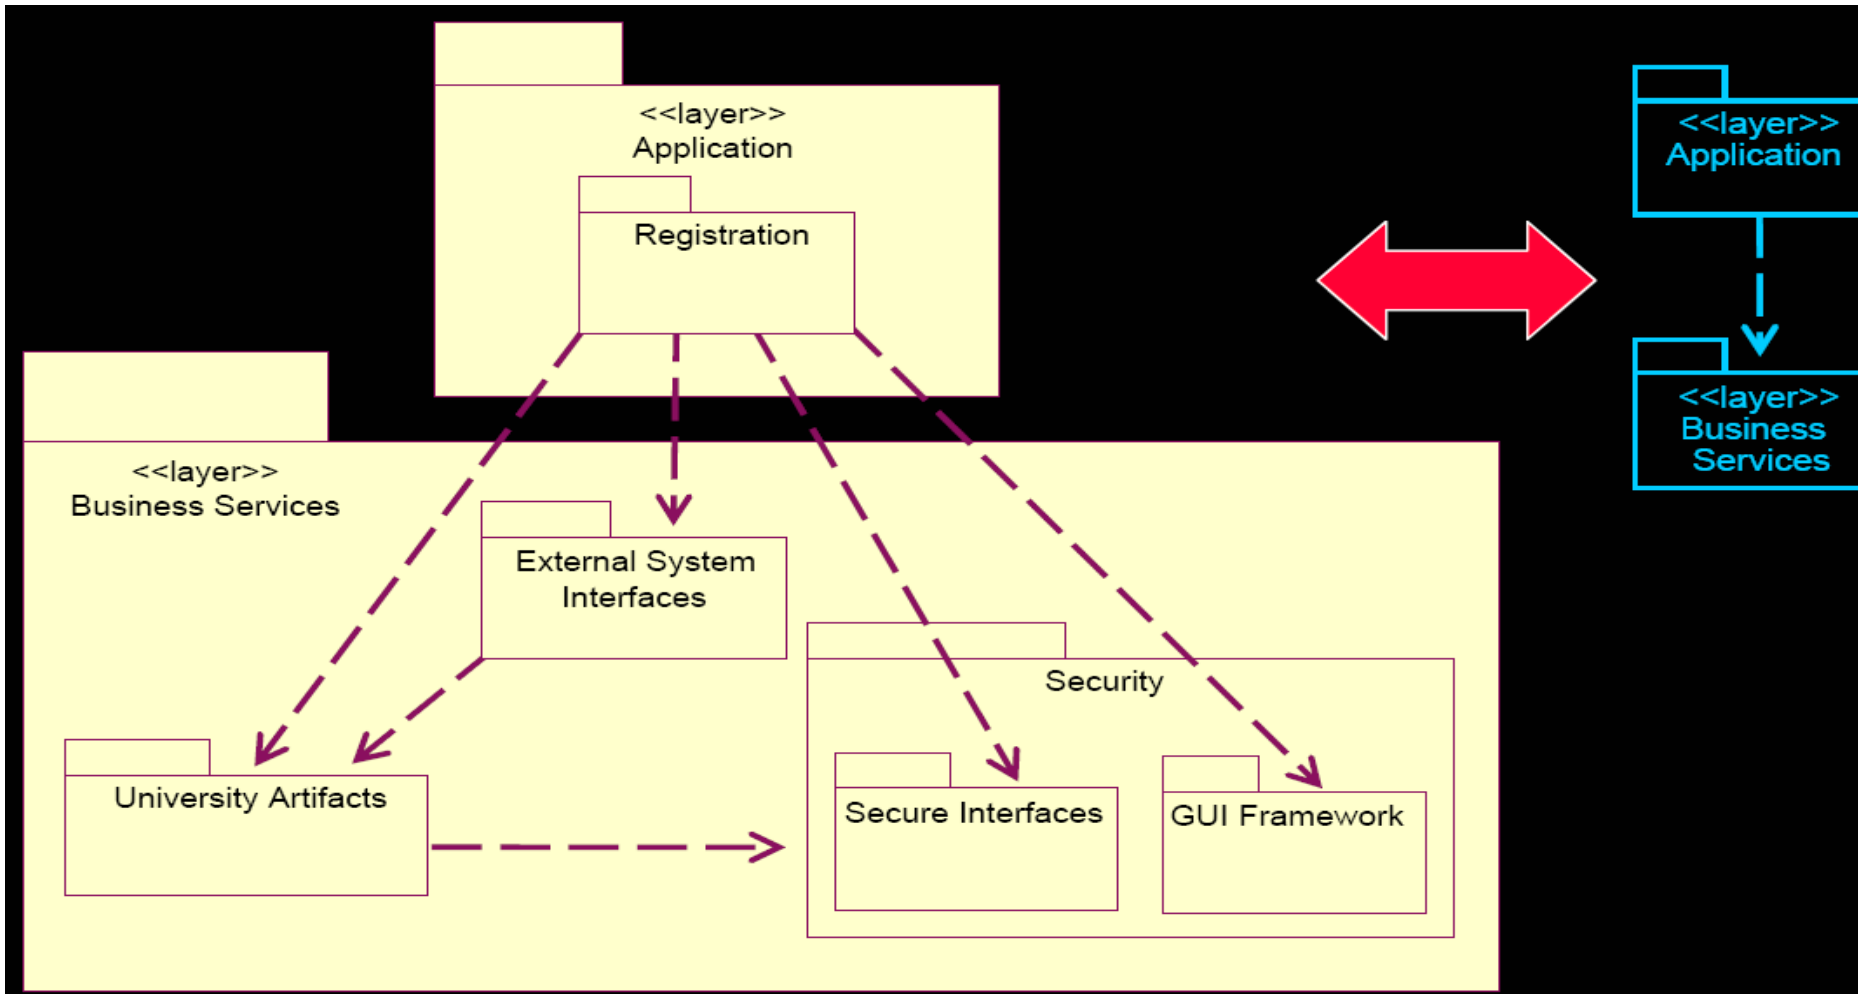 <<layer>>
Application
Registration
<<layer>>
Business Services
External System
Interfaces
Security
University Artifacts
Secure Interfaces
GUI Framework
<<layer>>
Application
<<layer>>
Business
Services